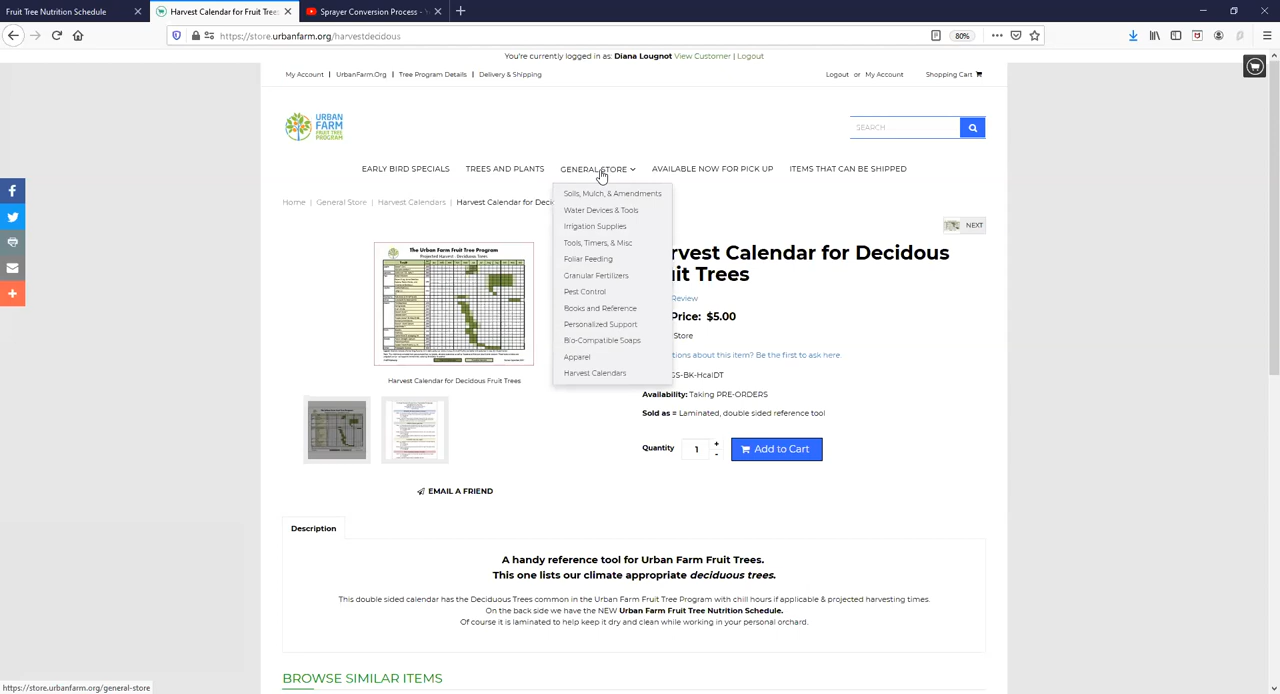 Fruit Tree Nutrition Schedule
Harvest Calendar for Fruit Tree
Sprayer Conversion Process - Y
https://store.urbanfarm.org/harvestdecidous
80%
You're currently logged in as: Diana Lougnot View Customer | Logout
My Account | UrbanFarm.Org | Tree Program Details | Delivery & Shipping
Logout or My Account Shopping Cart
URBAN
FARM
FRUIT TREE
PROGRAM
SEARCH
EARLY BIRD SPECIALS TREES AND PLANTS GENERAL STORE AVAILABLE NOW FOR PICK UP ITEMS THAT CAN BE SHIPPED
Soils, Mulch, & Amendments
Water Devices & Tools
Irrigation Supplies
Tools, Timers, & Misc
Foliar Feeding
Granular Fertilizers
Pest Control
Books and Reference
Personalized Support
Bio-Compatible Soaps
Apparel
Harvest Calendars
Home General Store Harvest Calendars Harvest Calendar for Deci
NEXT
The Urban Farm Fruit Tree Program
Projected Harvest - Deciduous Trees
Harvest Calendar for Decidous Fruit Trees
rvest Calendar for Decidous
it Trees
Review
Price: $5.00
Store
tions about this item? Be the first to ask here.
GS-BK-HcalDT
Availability: Taking PRE-ORDERS
Sold as = Laminated, double sided reference tool
Quantity 1 + - Add to Cart
EMAIL A FRIEND
Description
A handy reference tool for Urban Farm Fruit Trees.
This one lists our climate appropriate deciduous trees.
This double sided calendar has the Deciduous Trees common in the Urban Farm Fruit Tree Program with chill hours if applicable & projected harvesting times.
On the back side we have the NEW Urban Farm Fruit Tree Nutrition Schedule.
Of course it is laminated to help keep it dry and clean while working in your personal orchard.
BROWSE SIMILAR ITEMS
https://store.urbanfarm.org/general-store